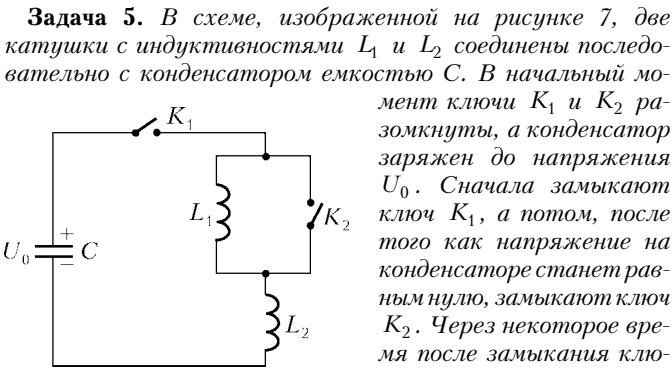 Задача 5. В схеме, изображенной на рисунке 7, две
катушки с индуктивностями L₁ и L₂ соединены последо-
вательно с конденсатором емкостью C. В начальный мо-
мент ключи K₁ и K₂ ра-
зомкнуты, а конденсатор
заряжен до напряжения
U₀. Сначала замыкают
ключ K₁, а потом, после
того как напряжение на
конденсаторе станет рав-
ным нулю, замыкают ключ
K₂. Через некоторое вре-
мя после замыкания клю-
K₁
L₁
K₂
U₀
+
−
C
L₂